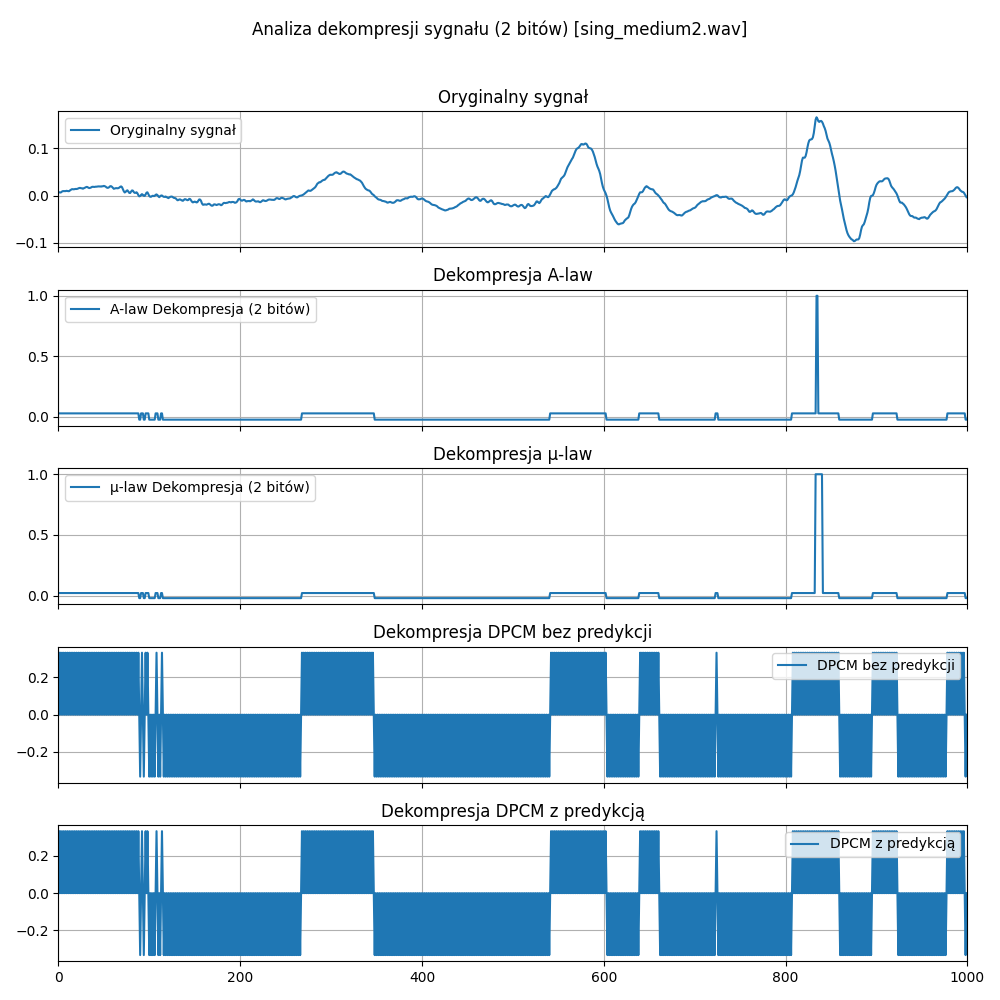 Analiza dekompresji sygnału (2 bitów) [sing_medium2.wav]
Oryginalny sygnał
Oryginalny sygnał
0.1
0.0
−0.1
Dekompresja A-law
A-law Dekompresja (2 bitów)
1.0
0.5
0.0
Dekompresja μ-law
μ-law Dekompresja (2 bitów)
1.0
0.5
0.0
Dekompresja DPCM bez predykcji
DPCM bez predykcji
0.2
0.0
−0.2
Dekompresja DPCM z predykcją
DPCM z predykcją
0.2
0.0
−0.2
0 200 400 600 800 1000